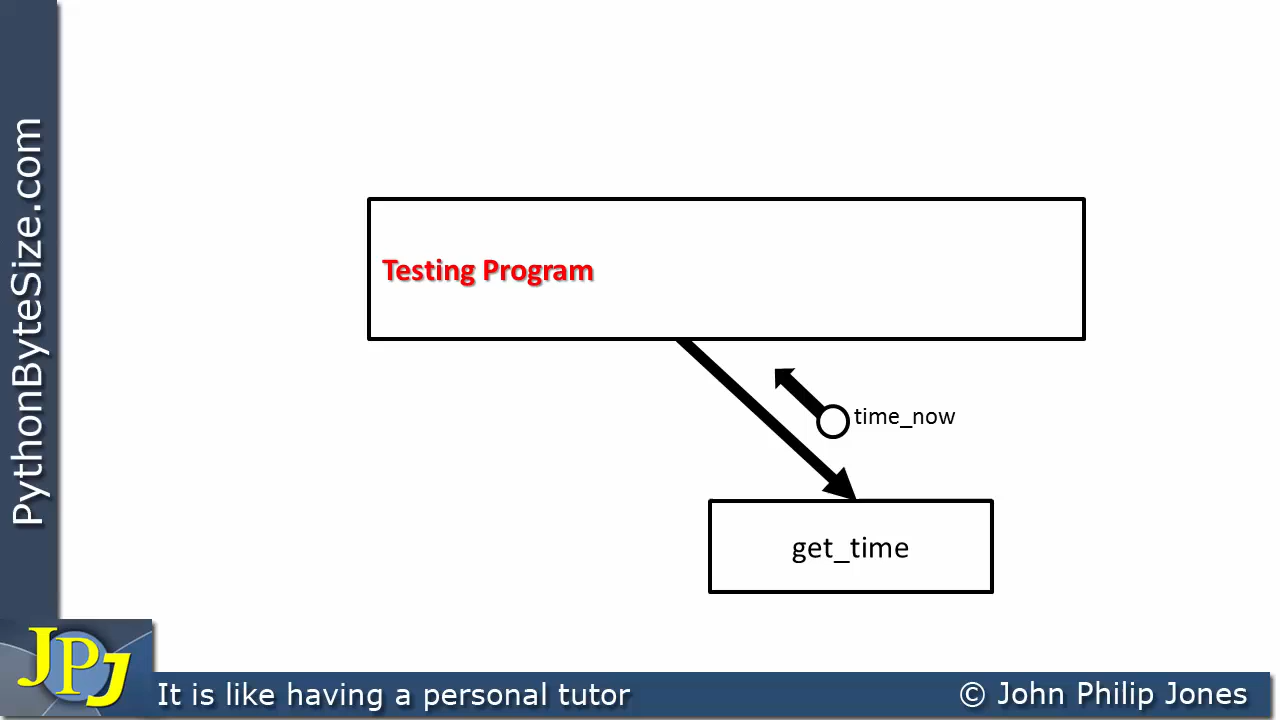 PythonByteSize.com
Testing Program
time_now
get_time
JPJ
It is like having a personal tutor
© John Philip Jones